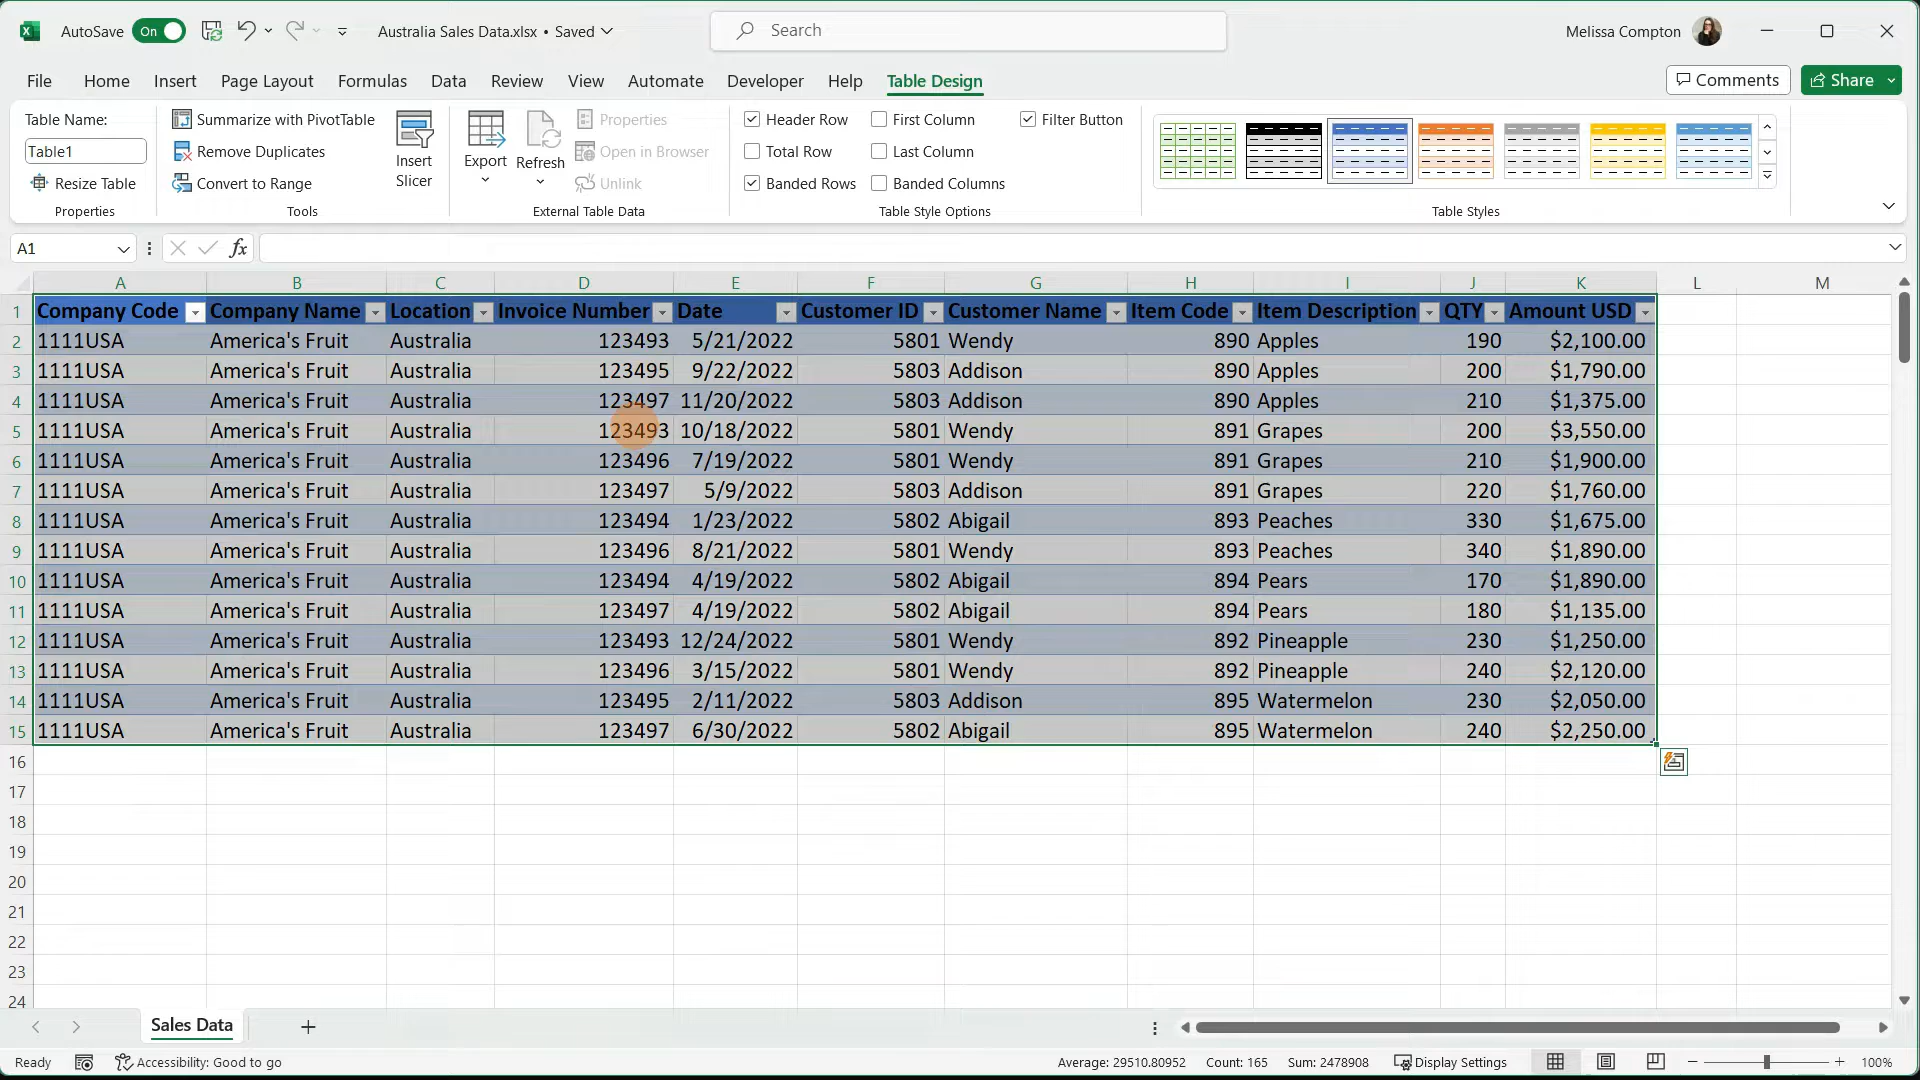 AutoSave On Australia Sales Data.xlsx • Saved Search Melissa Compton
File Home Insert Page Layout Formulas Data Review View Automate Developer Help Table Design Comments Share
Table Name:
Table1
Resize Table
Properties
Summarize with PivotTable
Remove Duplicates
Convert to Range
Tools
Insert
Slicer
Export
Refresh
Properties
Open in Browser
Unlink
External Table Data
Header Row First Column Filter Button
Total Row Last Column
Banded Rows Banded Columns
Table Style Options
Table Styles
A1 fx
A B C D E F G H I J K L M
1 Company Code Company Name Location Invoice Number Date Customer ID Customer Name Item Code Item Description QTY Amount USD
2 1111USA America's Fruit Australia 123493 5/21/2022 5801 Wendy 890 Apples 190 $2,100.00
3 1111USA America's Fruit Australia 123495 9/22/2022 5803 Addison 890 Apples 200 $1,790.00
4 1111USA America's Fruit Australia 123497 11/20/2022 5803 Addison 890 Apples 210 $1,375.00
5 1111USA America's Fruit Australia 123493 10/18/2022 5801 Wendy 891 Grapes 200 $3,550.00
6 1111USA America's Fruit Australia 123496 7/19/2022 5801 Wendy 891 Grapes 210 $1,900.00
7 1111USA America's Fruit Australia 123497 5/9/2022 5803 Addison 891 Grapes 220 $1,760.00
8 1111USA America's Fruit Australia 123494 1/23/2022 5802 Abigail 893 Peaches 330 $1,675.00
9 1111USA America's Fruit Australia 123496 8/21/2022 5801 Wendy 893 Peaches 340 $1,890.00
10 1111USA America's Fruit Australia 123494 4/19/2022 5802 Abigail 894 Pears 170 $1,890.00
11 1111USA America's Fruit Australia 123497 4/19/2022 5802 Abigail 894 Pears 180 $1,135.00
12 1111USA America's Fruit Australia 123493 12/24/2022 5801 Wendy 892 Pineapple 230 $1,250.00
13 1111USA America's Fruit Australia 123496 3/15/2022 5801 Wendy 892 Pineapple 240 $2,120.00
14 1111USA America's Fruit Australia 123495 2/11/2022 5803 Addison 895 Watermelon 230 $2,050.00
15 1111USA America's Fruit Australia 123497 6/30/2022 5802 Abigail 895 Watermelon 240 $2,250.00
16
17
18
19
20
21
22
23
24
Sales Data
Ready Accessibility: Good to go Average: 29510.80952 Count: 165 Sum: 2478908 Display Settings 100%